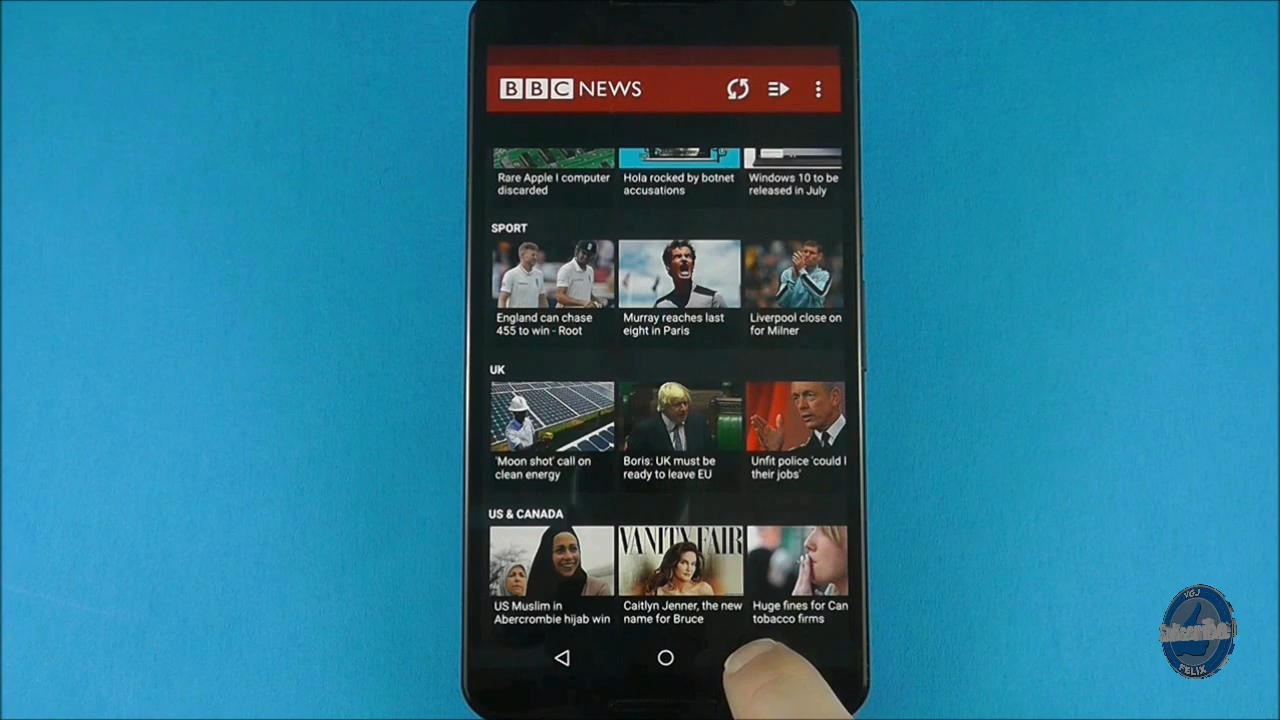 BBC NEWS
Rare Apple I computer
discarded
Hola rocked by botnet
accusations
Windows 10 to be
released in July
SPORT
England can chase
455 to win - Root
Murray reaches last
eight in Paris
Liverpool close on
for Milner
UK
'Moon shot' call on
clean energy
Boris: UK must be
ready to leave EU
Unfit police 'could
their jobs'
US & CANADA
VANITY FAIR
US Muslim in
Abercrombie hijab win
Caitlyn Jenner, the new
name for Bruce
Huge fines for Can
tobacco firms
VGJ
Subscribe
FELIX